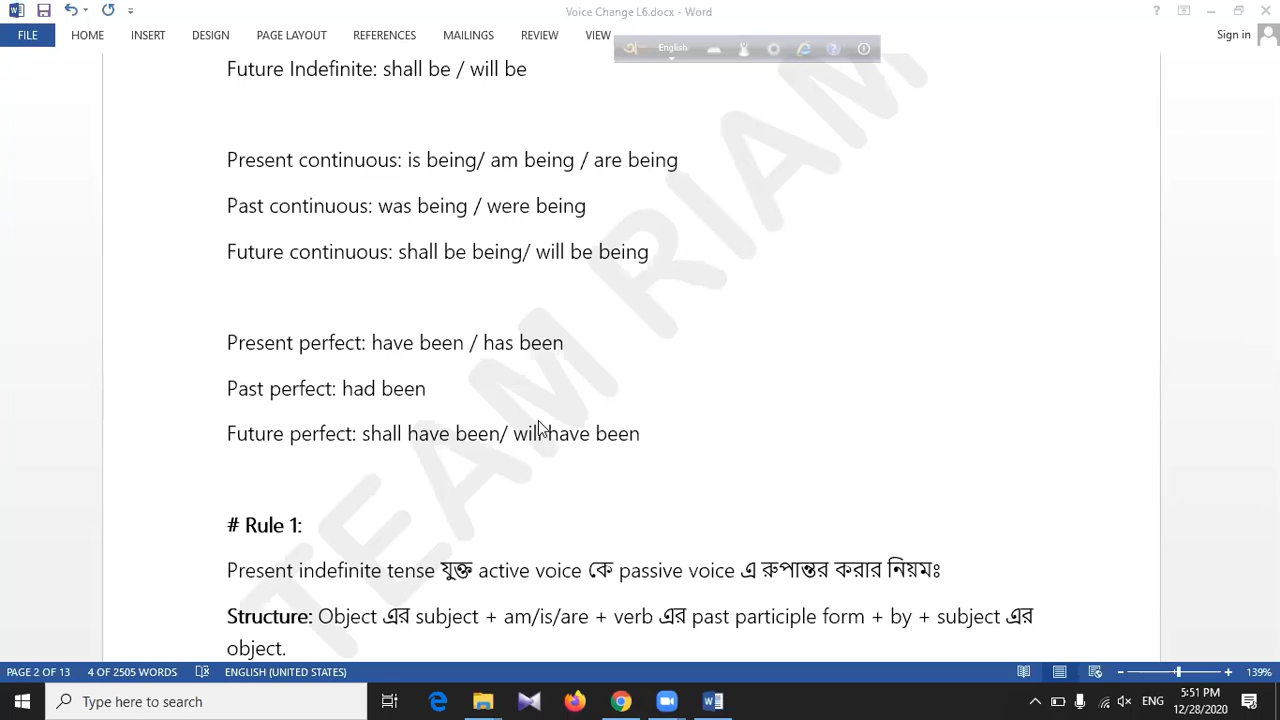 Voice Change L6.docx - Word
Sign in
FILE HOME INSERT DESIGN PAGE LAYOUT REFERENCES MAILINGS REVIEW VIEW
English
Future Indefinite: shall be / will be
Present continuous: is being/ am being / are being
Past continuous: was being / were being
Future continuous: shall be being/ will be being
Present perfect: have been / has been
Past perfect: had been
Future perfect: shall have been/ will have been
# Rule 1:
Present indefinite tense যুক্ত active voice কে passive voice এ রুপান্তর করার নিয়মঃ
Structure: Object এর subject + am/is/are + verb এর past participle form + by + subject এর
object.
TEAM RIAM
PAGE 2 OF 13 4 OF 2505 WORDS ENGLISH (UNITED STATES) 139%
Type here to search
ENG
5:51 PM
12/28/2020